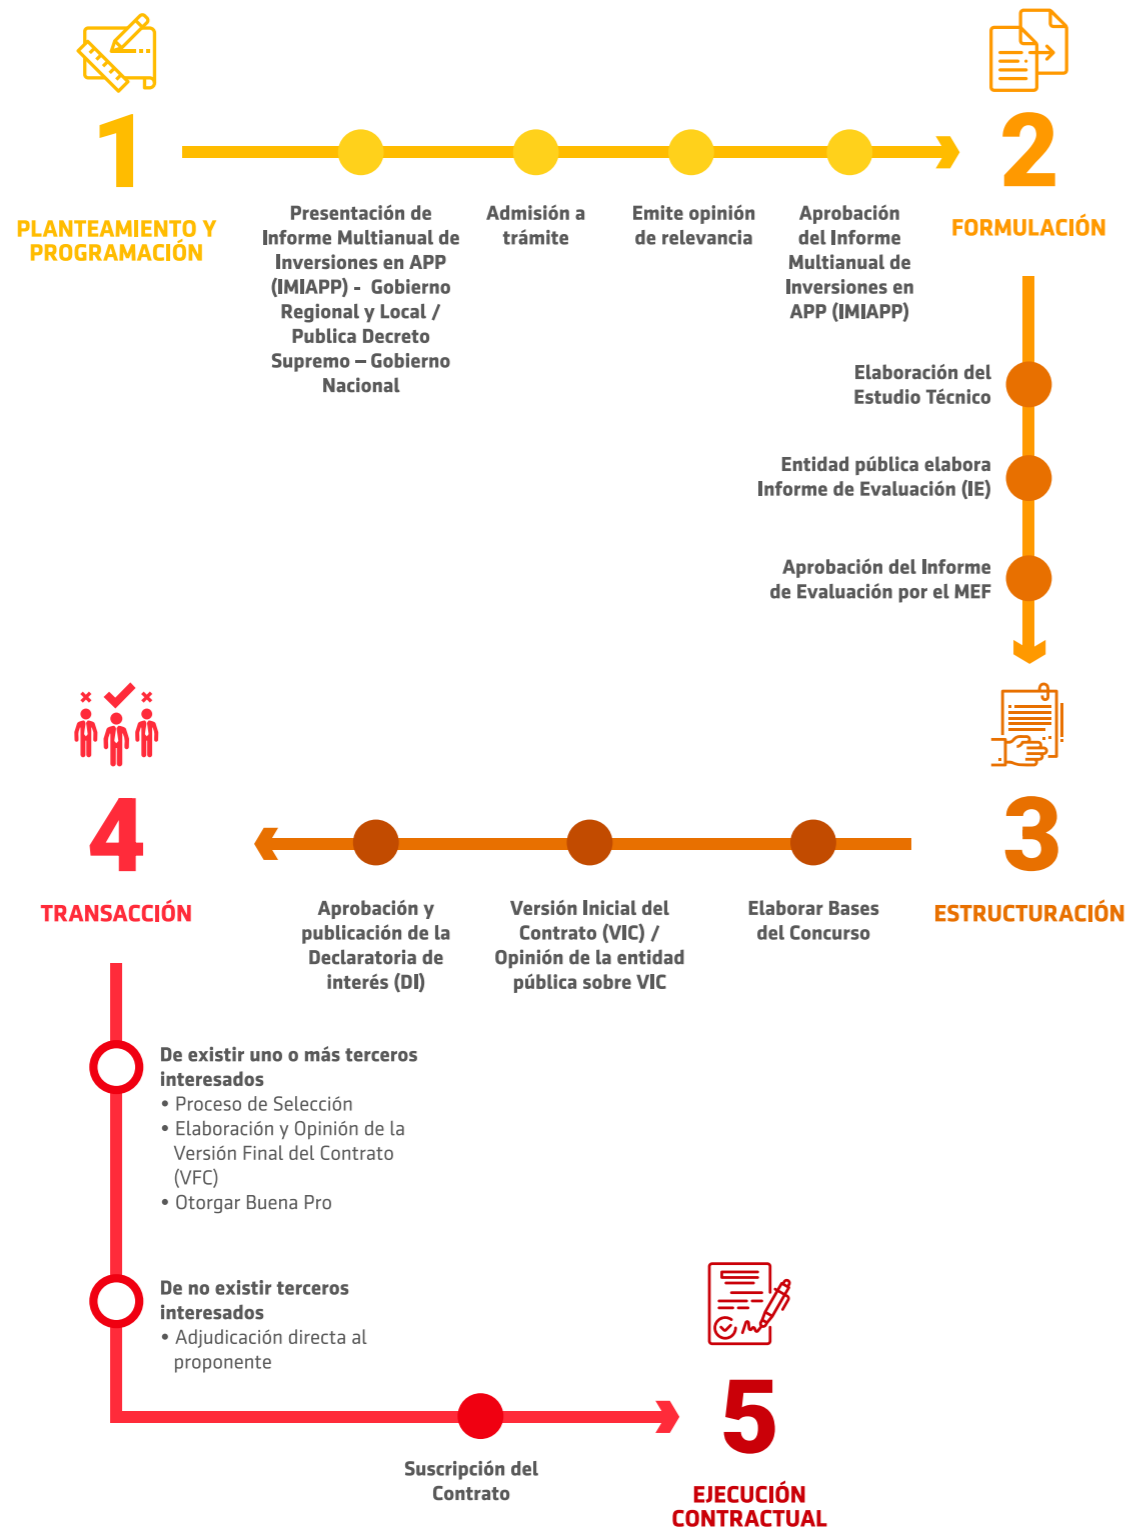 1
PLANTEAMIENTO Y
PROGRAMACIÓN
Presentación de
Informe Multianual de
Inversiones en APP
(IMIAPP) - Gobierno
Regional y Local /
Publica Decreto
Supremo – Gobierno
Nacional
Admisión a
trámite
Emite opinión
de relevancia
Aprobación
del Informe
Multianual de
Inversiones en
APP (IMIAPP)
2
FORMULACIÓN
Elaboración del
Estudio Técnico
Entidad pública elabora
Informe de Evaluación (IE)
Aprobación del Informe
de Evaluación por el MEF
3
ESTRUCTURACIÓN
Elaborar Bases
del Concurso
Versión Inicial del
Contrato (VIC) /
Opinión de la entidad
pública sobre VIC
Aprobación y
publicación de la
Declaratoria de
interés (DI)
4
TRANSACCIÓN
De existir uno o más terceros
interesados
• Proceso de Selección
• Elaboración y Opinión de la
Versión Final del Contrato
(VFC)
• Otorgar Buena Pro
De no existir terceros
interesados
• Adjudicación directa al
proponente
Suscripción del
Contrato
5
EJECUCIÓN
CONTRACTUAL